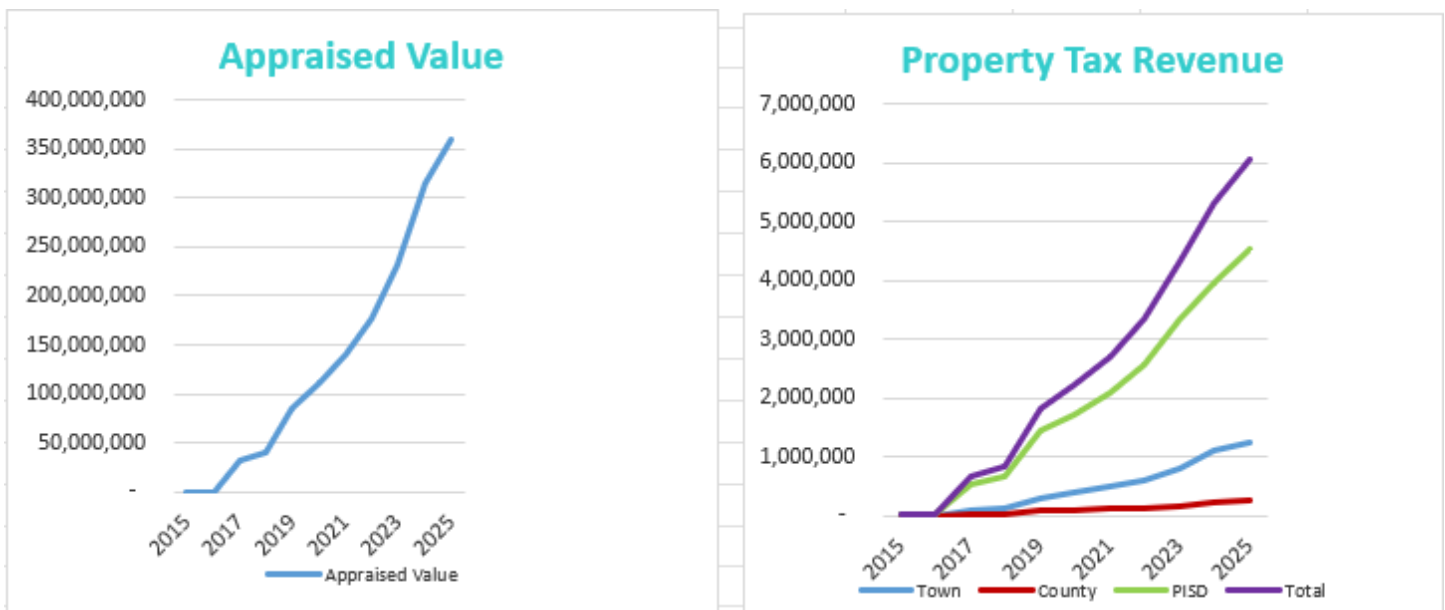 Appraised Value
400,000,000
350,000,000
300,000,000
250,000,000
200,000,000
150,000,000
100,000,000
50,000,000
-
2015 2017 2019 2021 2023 2025
Appraised Value
Property Tax Revenue
7,000,000
6,000,000
5,000,000
4,000,000
3,000,000
2,000,000
1,000,000
-
2015 2017 2019 2021 2023 2025
Town County PISD Total